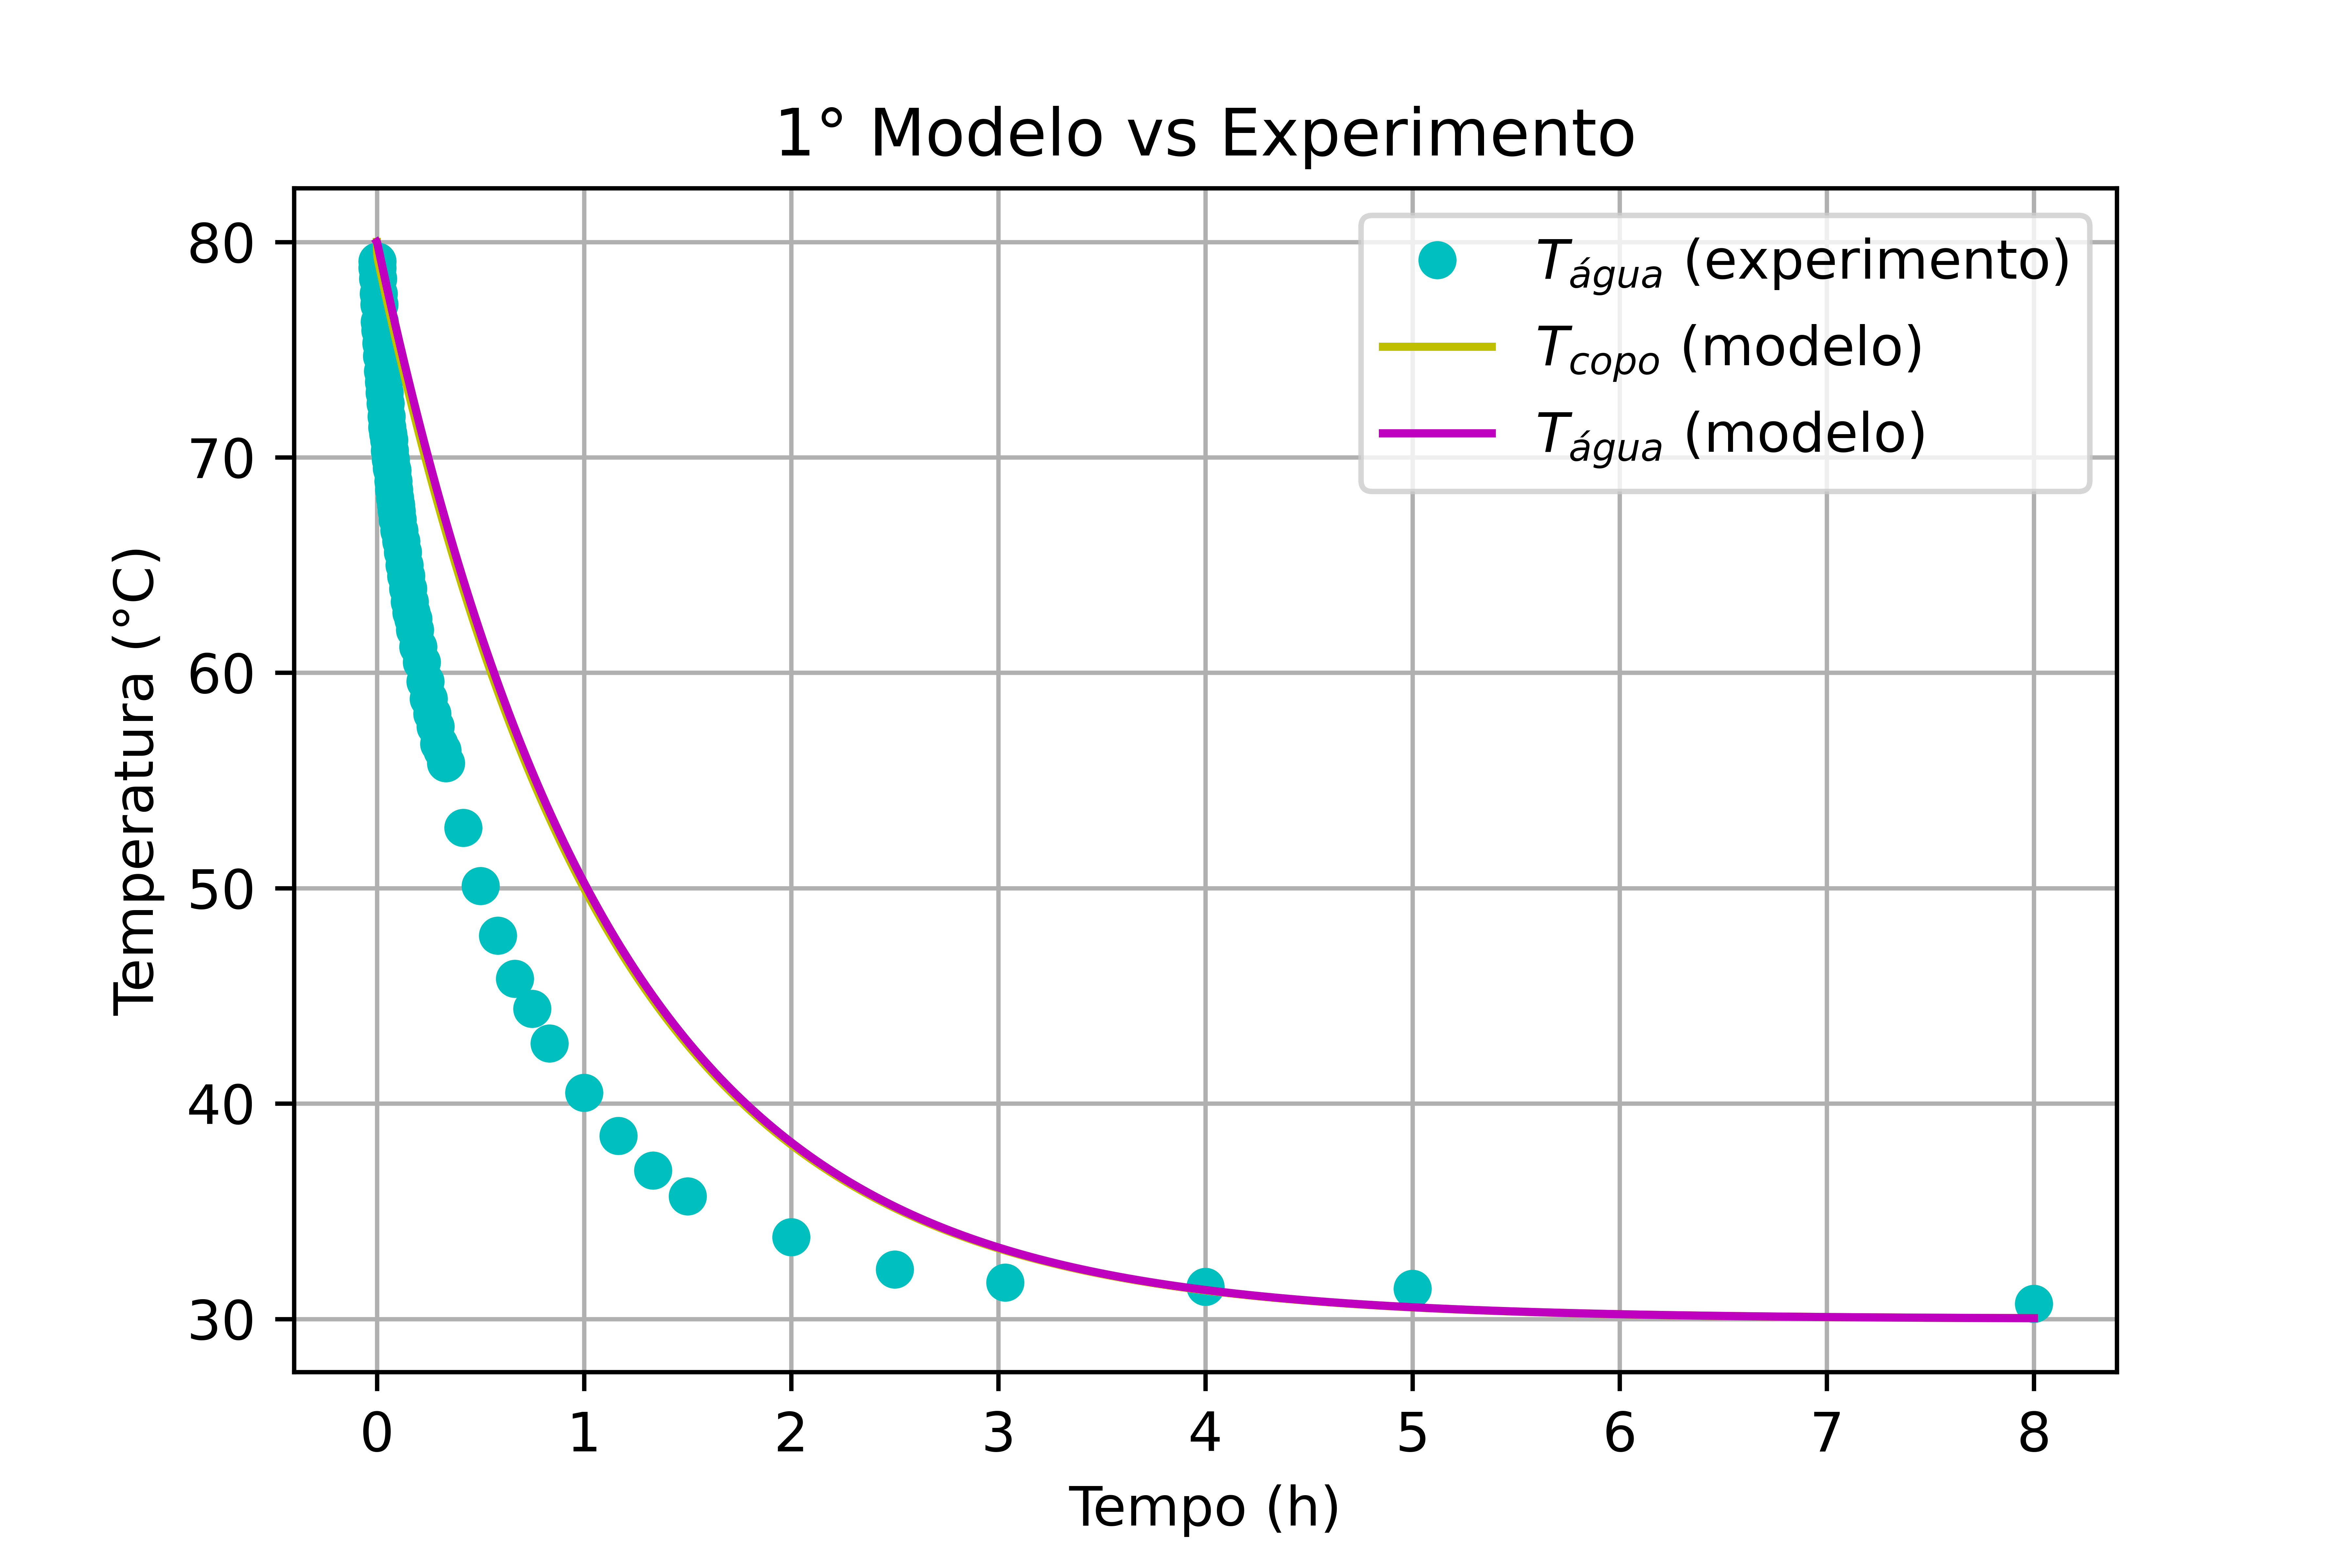 1° Modelo vs Experimento
T_água (experimento)
T_copo (modelo)
T_água (modelo)
Temperatura (°C)
80
70
60
50
40
30
0 1 2 3 4 5 6 7 8
Tempo (h)